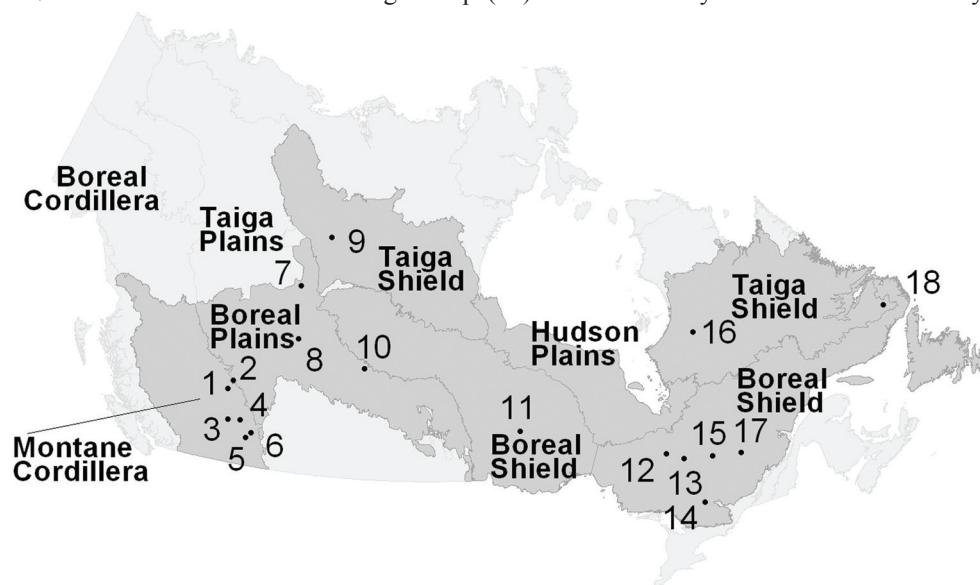 Boreal
Cordillera
Taiga
Plains
9
Taiga
Shield
7
Taiga
Shield
18
Boreal
Plains
8
10
Hudson
Plains
16
2
1
4
3
5
6
Montane
Cordillera
11
Boreal
Shield
Boreal
Shield
15
17
12
13
14